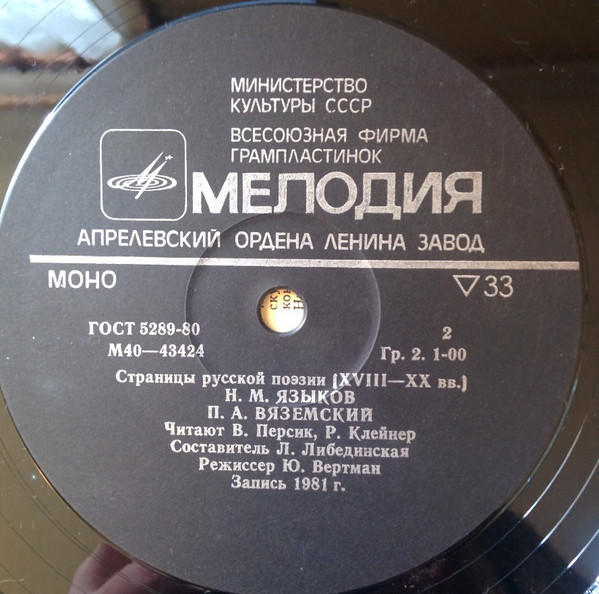 МИНИСТЕРСТВО
КУЛЬТУРЫ СССР
ВСЕСОЮЗНАЯ ФИРМА
ГРАМПЛАСТИНОК
МЕЛОДИЯ
АПРЕЛЕВСКИЙ ОРДЕНА ЛЕНИНА ЗАВОД
МОНО ▽33
ГОСТ 5289-80 2
М40—43424 Гр. 2. 1-00
Страницы русской поэзии (XVIII—XX вв.)
Н. М. ЯЗЫКОВ
П. А. ВЯЗЕМСКИЙ
Читают В. Персик, Р. Клейнер
Составитель Л. Либединская
Режиссер Ю. Вертман
Запись 1981 г.